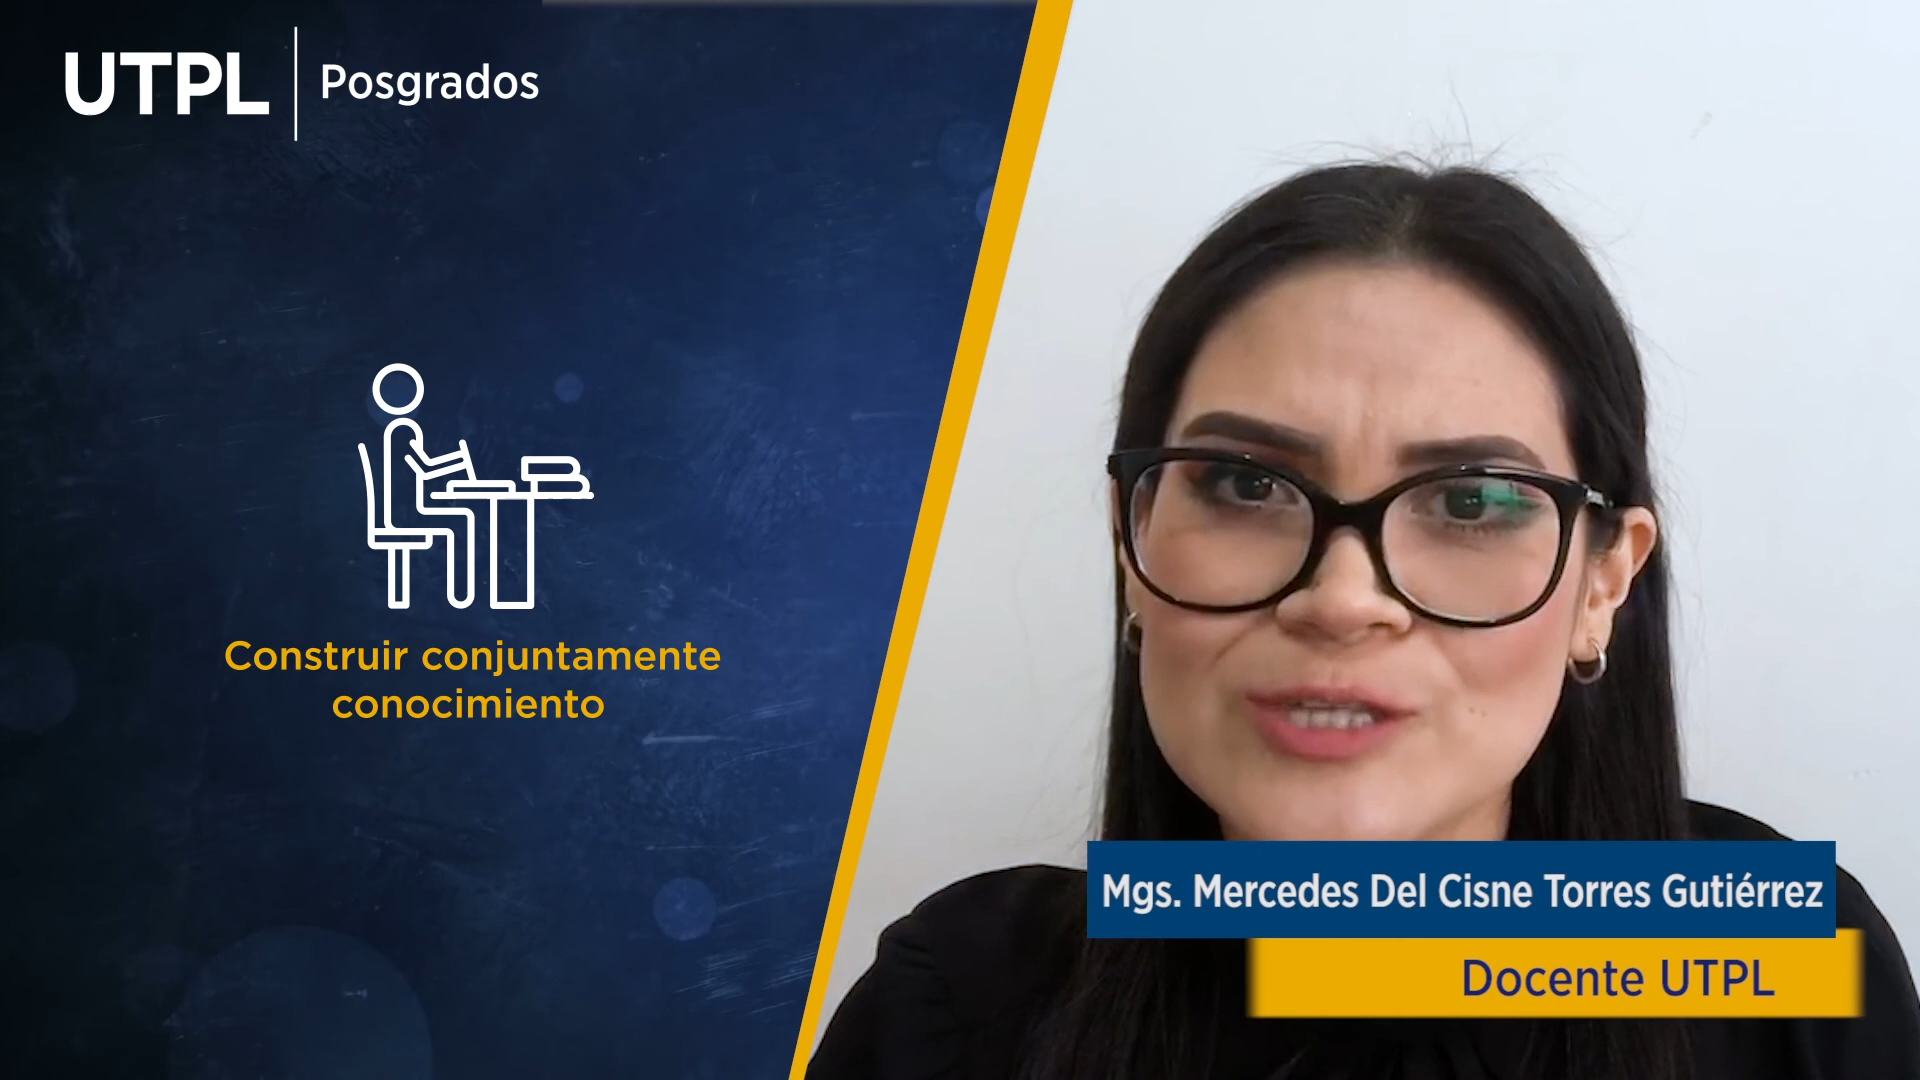 UTPL
Posgrados
Construir conjuntamente
conocimiento
Mgs. Mercedes Del Cisne Torres Gutiérrez
Docente UTPL